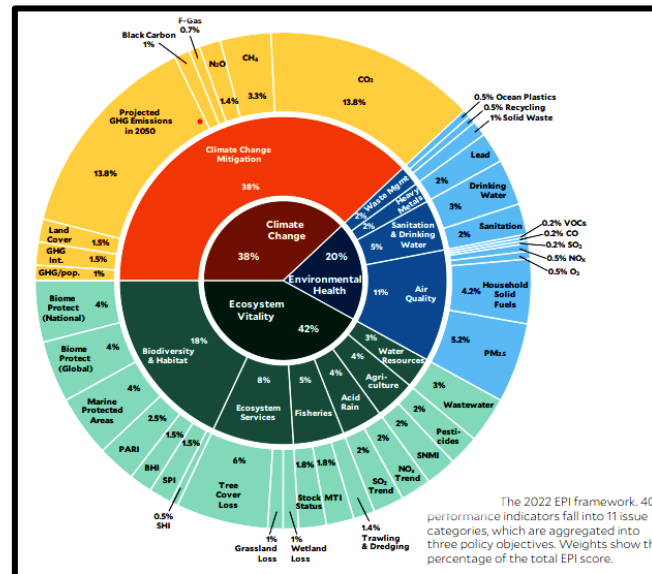 F-Gas
0.7%
Black Carbon
1%
N₂O
1.4%
CH₄
3.3%
CO₂
13.8%
Projected
GHG Emissions
in 2050
13.8%
Land
Cover
1.5%
GHG
Int.
1.5%
GHG/pop.
1%
0.5% Ocean Plastics
0.5% Recycling
1% Solid Waste
Lead
2%
Drinking
Water
3%
Sanitation
2%
0.2% VOCs
0.2% CO
0.2% SO₂
0.5% NOₓ
0.5% O₃
4.2% Household
Solid
Fuels
5.2%
PM₂.₅
Climate Change
Mitigation
38%
Waste Mgmt
2%
Heavy
Metals
2%
Sanitation
& Drinking
Water
5%
11%
Air
Quality
Climate
Change
38%
20%
Environmental
Health
Ecosystem
Vitality
42%
18%
Biodiversity
& Habitat
8%
Ecosystem
Services
5%
Fisheries
4%
Acid
Rain
4%
Agri-
culture
3%
Water
Resources
Biome
Protect
(National)
4%
Biome
Protect
(Global)
4%
Marine
Protected
Areas
4%
PARI
2.5%
BHI
1.5%
SPI
1.5%
0.5%
SHI
6%
Tree
Cover
Loss
1%
Grassland
Loss
1%
Wetland
Loss
1.8%
Stock
Status
1.8%
MTI
1.4%
Trawling
& Dredging
2%
SO₂
Trend
2%
NOₓ
Trend
2%
SNMI
2%
Pesti-
cides
3%
Wastewater
The 2022 EPI framework. 40
performance indicators fall into 11 issue
categories, which are aggregated into
three policy objectives. Weights show th
percentage of the total EPI score.